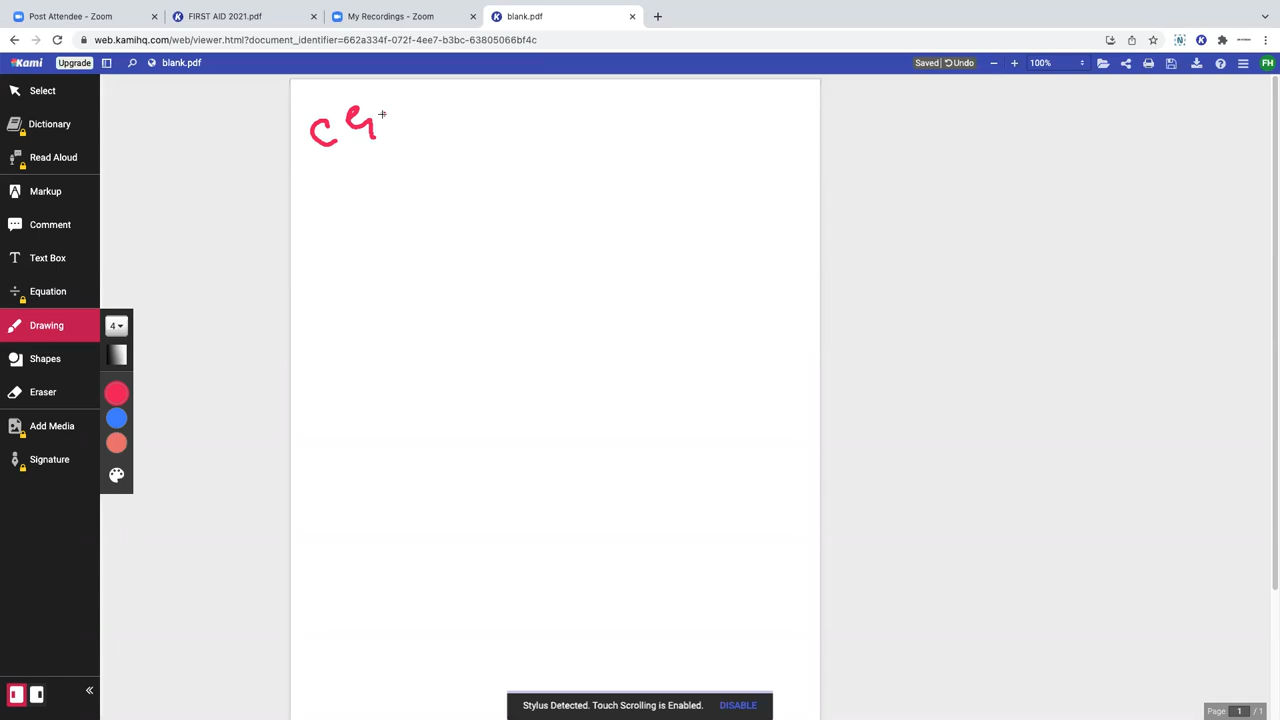 Post Attendee - Zoom
FIRST AID 2021.pdf
My Recordings - Zoom
blank.pdf
web.kamihq.com/web/viewer.html?document_identifier=662a334f-072f-4ee7-b3bc-63805066bf4c
Kami Upgrade blank.pdf Saved Undo 100% FH
Select
Dictionary
Read Aloud
Markup
Comment
Text Box
Equation
Drawing
4
Shapes
Eraser
Add Media
Signature
Stylus Detected. Touch Scrolling is Enabled. DISABLE
Page 1 / 1